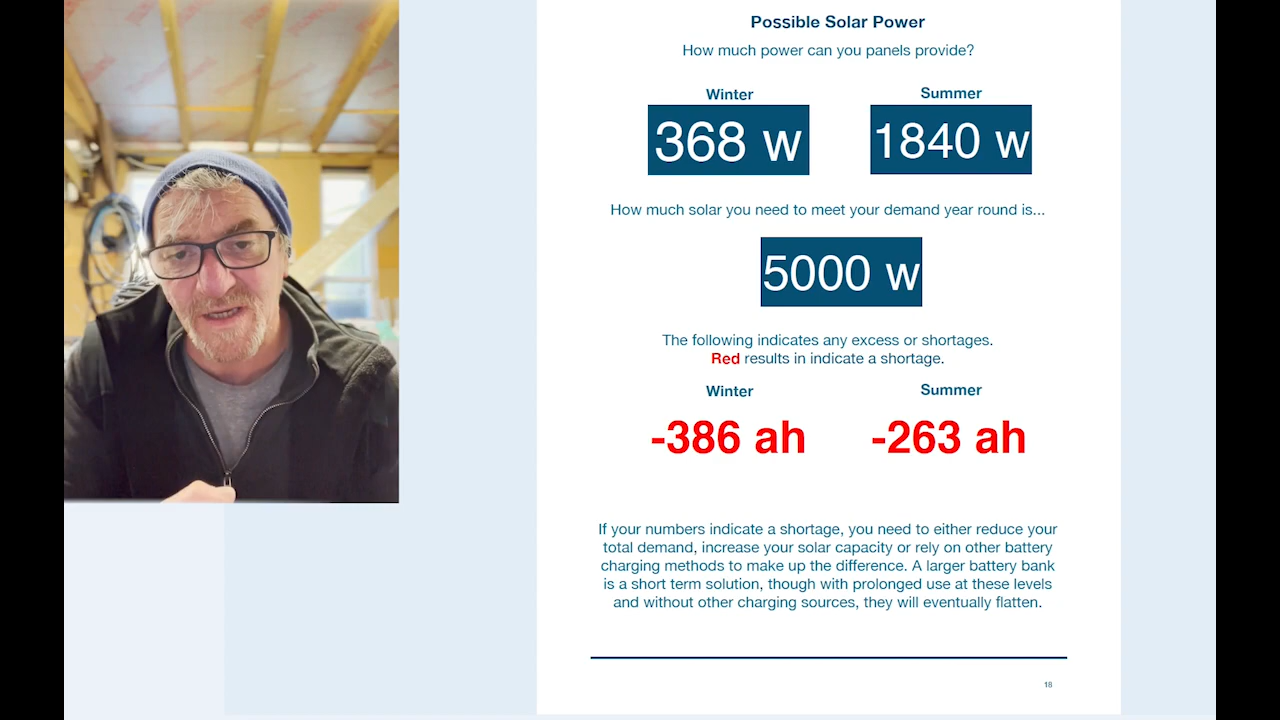 Possible Solar Power
How much power can you panels provide?
Winter
Summer
368 w
1840 w
How much solar you need to meet your demand year round is...
5000 w
The following indicates any excess or shortages.
Red results in indicate a shortage.
Winter
Summer
-386 ah
-263 ah
If your numbers indicate a shortage, you need to either reduce your
total demand, increase your solar capacity or rely on other battery
charging methods to make up the difference. A larger battery bank
is a short term solution, though with prolonged use at these levels
and without other charging sources, they will eventually flatten.
18